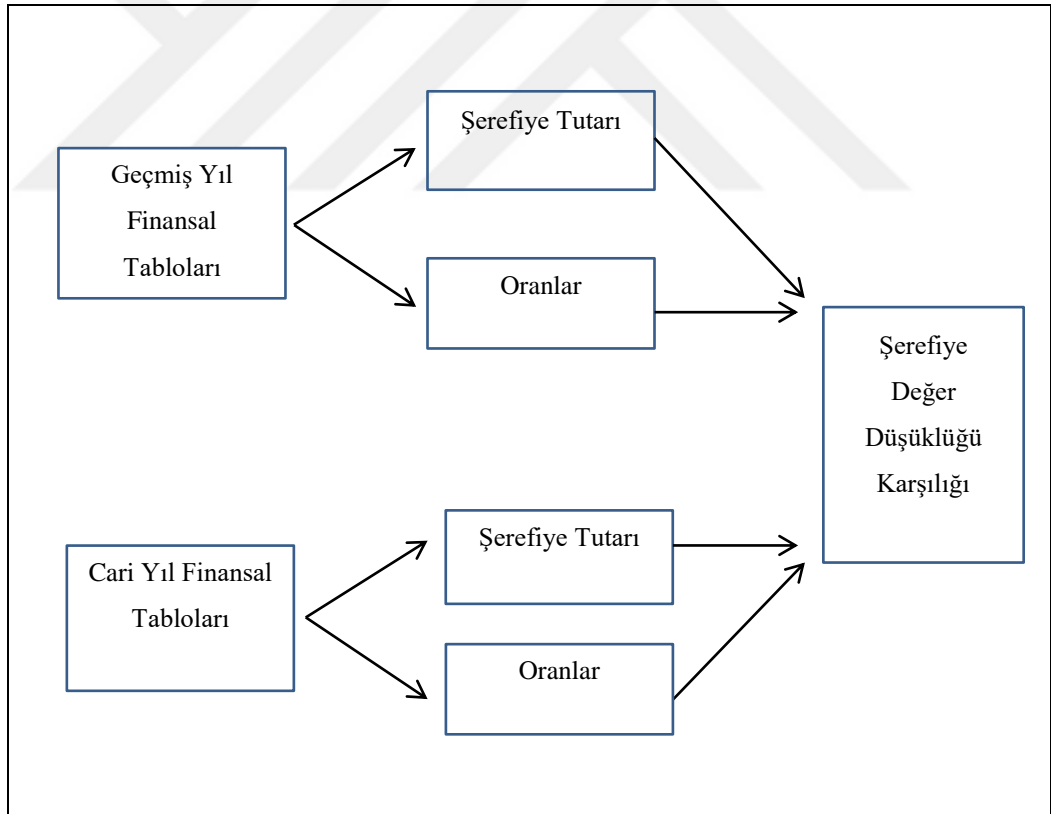 Geçmiş Yıl
Finansal
Tabloları
Şerefiye Tutarı
Oranlar
Şerefiye
Değer
Düşüklüğü
Karşılığı
Cari Yıl Finansal
Tabloları
Şerefiye Tutarı
Oranlar